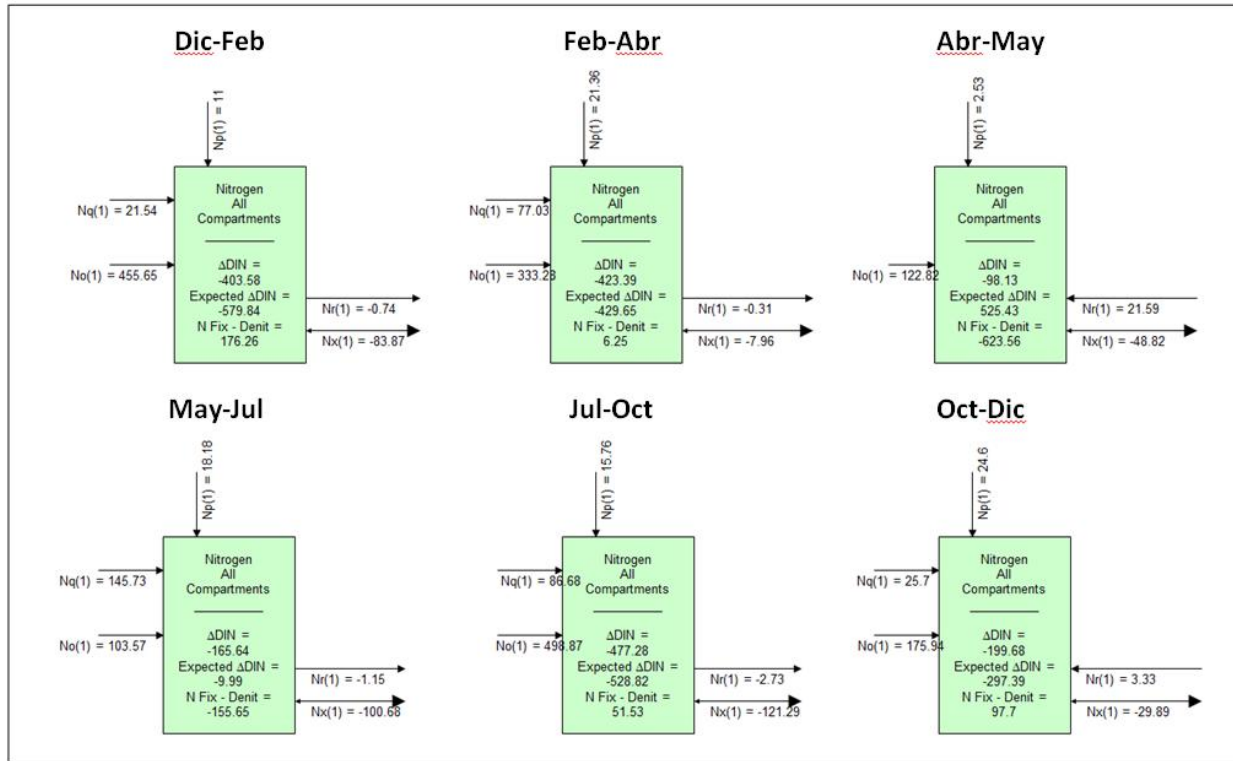 Dic-Feb
Np(1) = 11
Nq(1) = 21.54
No(1) = 455.65
Nitrogen
All
Compartments
ΔDIN =
-403.58
Expected ΔDIN =
-579.84
N Fix - Denit =
176.26
Nr(1) = -0.74
Nx(1) = -83.87
Feb-Abr
Np(1) = 21.36
Nq(1) = 77.03
No(1) = 333.28
Nitrogen
All
Compartments
ΔDIN =
-423.39
Expected ΔDIN =
-429.65
N Fix - Denit =
6.25
Nr(1) = -0.31
Nx(1) = -7.96
Abr-May
Np(1) = 2.53
No(1) = 122.82
Nitrogen
All
Compartments
ΔDIN =
-98.13
Expected ΔDIN =
525.43
N Fix - Denit =
-623.56
Nr(1) = 21.59
Nx(1) = -48.82
May-Jul
Np(1) = 18.18
Nq(1) = 145.73
No(1) = 103.57
Nitrogen
All
Compartments
ΔDIN =
-165.64
Expected ΔDIN =
-9.99
N Fix - Denit =
-155.65
Nr(1) = -1.15
Nx(1) = -100.68
Jul-Oct
Np(1) = 15.76
Nq(1) = 86.68
No(1) = 498.87
Nitrogen
All
Compartments
ΔDIN =
-477.28
Expected ΔDIN =
-528.82
N Fix - Denit =
51.53
Nr(1) = -2.73
Nx(1) = -121.29
Oct-Dic
Np(1) = 24.6
Nq(1) = 25.7
No(1) = 175.94
Nitrogen
All
Compartments
ΔDIN =
-199.68
Expected ΔDIN =
-297.39
N Fix - Denit =
97.7
Nr(1) = 3.33
Nx(1) = -29.89